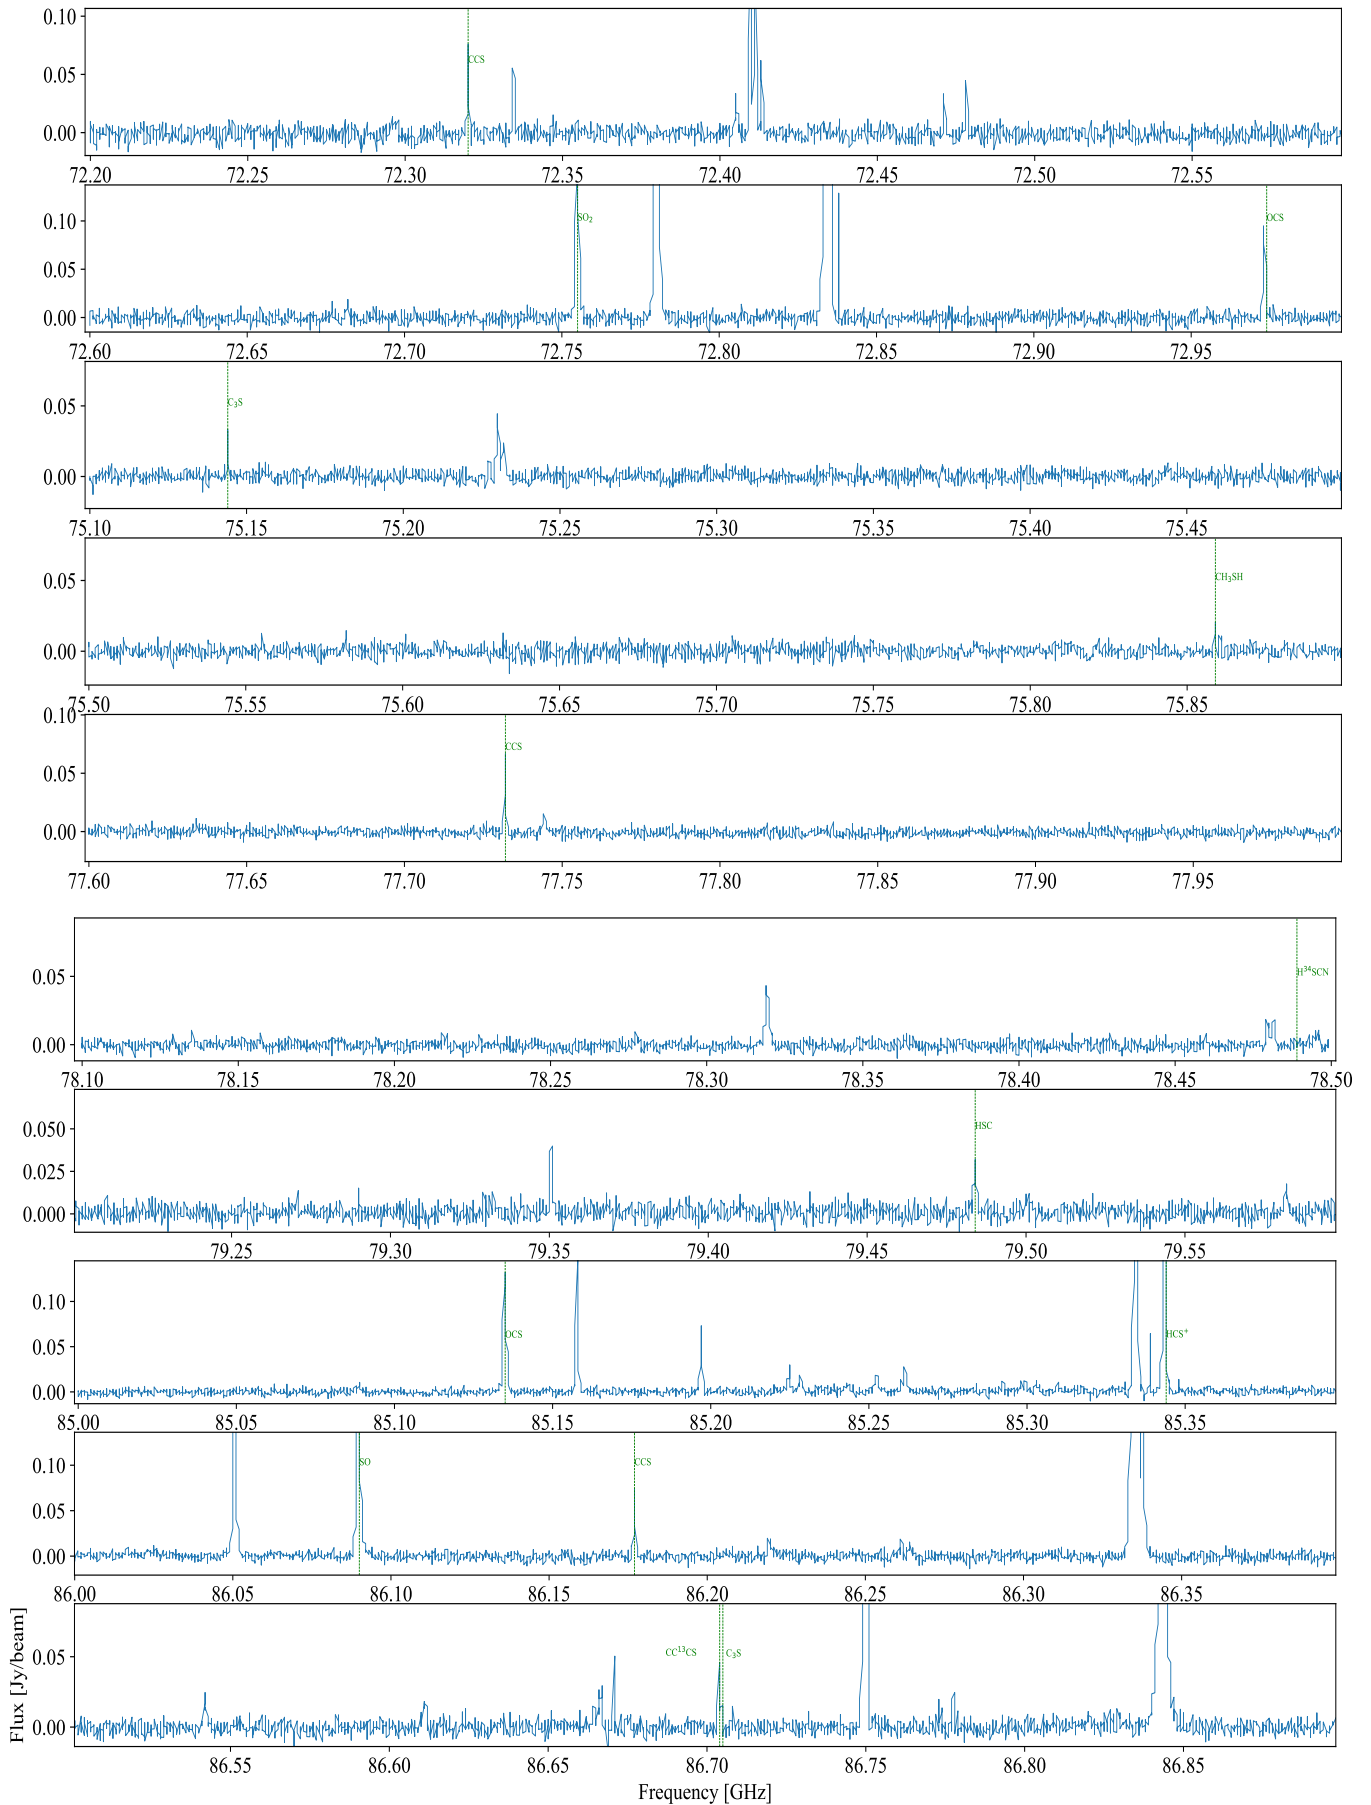 0.10
CCS
0.05
0.00
72.20 72.25 72.30 72.35 72.40 72.45 72.50 72.55
0.10 SO₂ OCS
0.05
0.00
72.60 72.65 72.70 72.75 72.80 72.85 72.90 72.95
0.05 C₃S
0.00
75.10 75.15 75.20 75.25 75.30 75.35 75.40 75.45
0.05 CH₃SH
0.00
75.50 75.55 75.60 75.65 75.70 75.75 75.80 75.85
0.10
CCS
0.05
0.00
77.60 77.65 77.70 77.75 77.80 77.85 77.90 77.95
0.05 H³⁴SCN
0.00
78.10 78.15 78.20 78.25 78.30 78.35 78.40 78.45 78.50
0.050 HSC
0.025
0.000
79.25 79.30 79.35 79.40 79.45 79.50 79.55
0.10
OCS HCS⁺
0.05
0.00
85.00 85.05 85.10 85.15 85.20 85.25 85.30 85.35
0.10 SO CCS
0.05
0.00
86.00 86.05 86.10 86.15 86.20 86.25 86.30 86.35
0.05 CC¹³CS C₃S
0.00
86.55 86.60 86.65 86.70 86.75 86.80 86.85
Flux [Jy/beam]
Frequency [GHz]